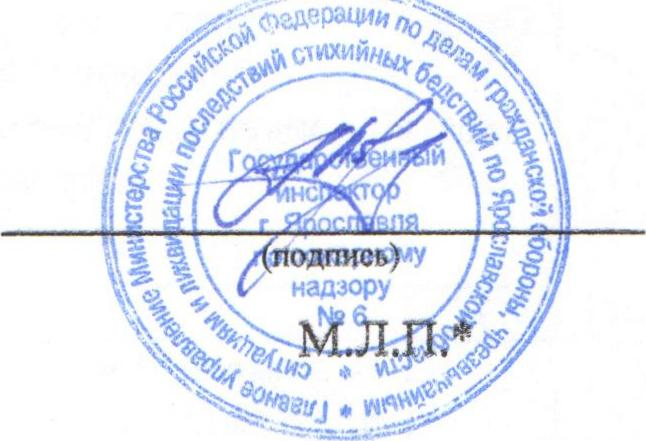 Главное управление Министерства Российской Федерации по делам гражданской обороны, чрезвычайным
ситуациям и ликвидации последствий стихийных бедствий по Ярославской области
Государственный
инспектор
г. Ярославля
по пожарному
надзору
№ 6
(подпись)
М.Л.П.*